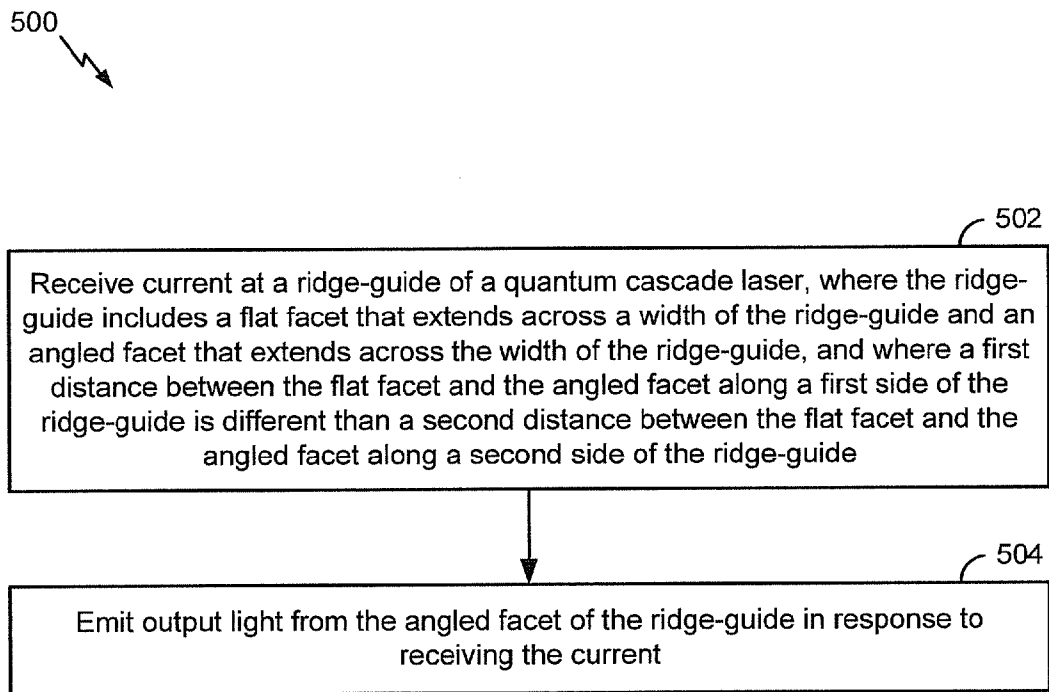 500
502
Receive current at a ridge-guide of a quantum cascade laser, where the ridge-
guide includes a flat facet that extends across a width of the ridge-guide and an
angled facet that extends across the width of the ridge-guide, and where a first
distance between the flat facet and the angled facet along a first side of the
ridge-guide is different than a second distance between the flat facet and the
angled facet along a second side of the ridge-guide
504
Emit output light from the angled facet of the ridge-guide in response to
receiving the current